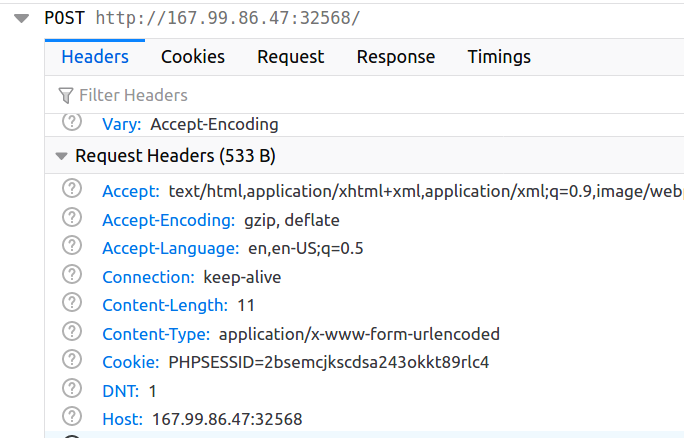 POST http://167.99.86.47:32568/
Headers Cookies Request Response Timings
Filter Headers
Vary: Accept-Encoding
Request Headers (533 B)
Accept: text/html,application/xhtml+xml,application/xml;q=0.9,image/web
Accept-Encoding: gzip, deflate
Accept-Language: en,en-US;q=0.5
Connection: keep-alive
Content-Length: 11
Content-Type: application/x-www-form-urlencoded
Cookie: PHPSESSID=2bsemcjkscdsa243okkt89rlc4
DNT: 1
Host: 167.99.86.47:32568